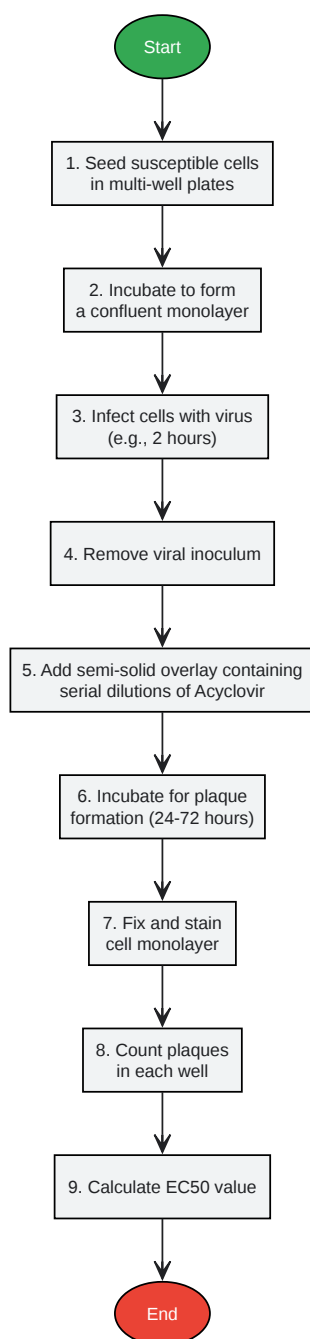 Start
1. Seed susceptible cells
in multi-well plates
2. Incubate to form
a confluent monolayer
3. Infect cells with virus
(e.g., 2 hours)
4. Remove viral inoculum
5. Add semi-solid overlay containing
serial dilutions of Acyclovir
6. Incubate for plaque
formation (24-72 hours)
7. Fix and stain
cell monolayer
8. Count plaques
in each well
9. Calculate EC50 value
End